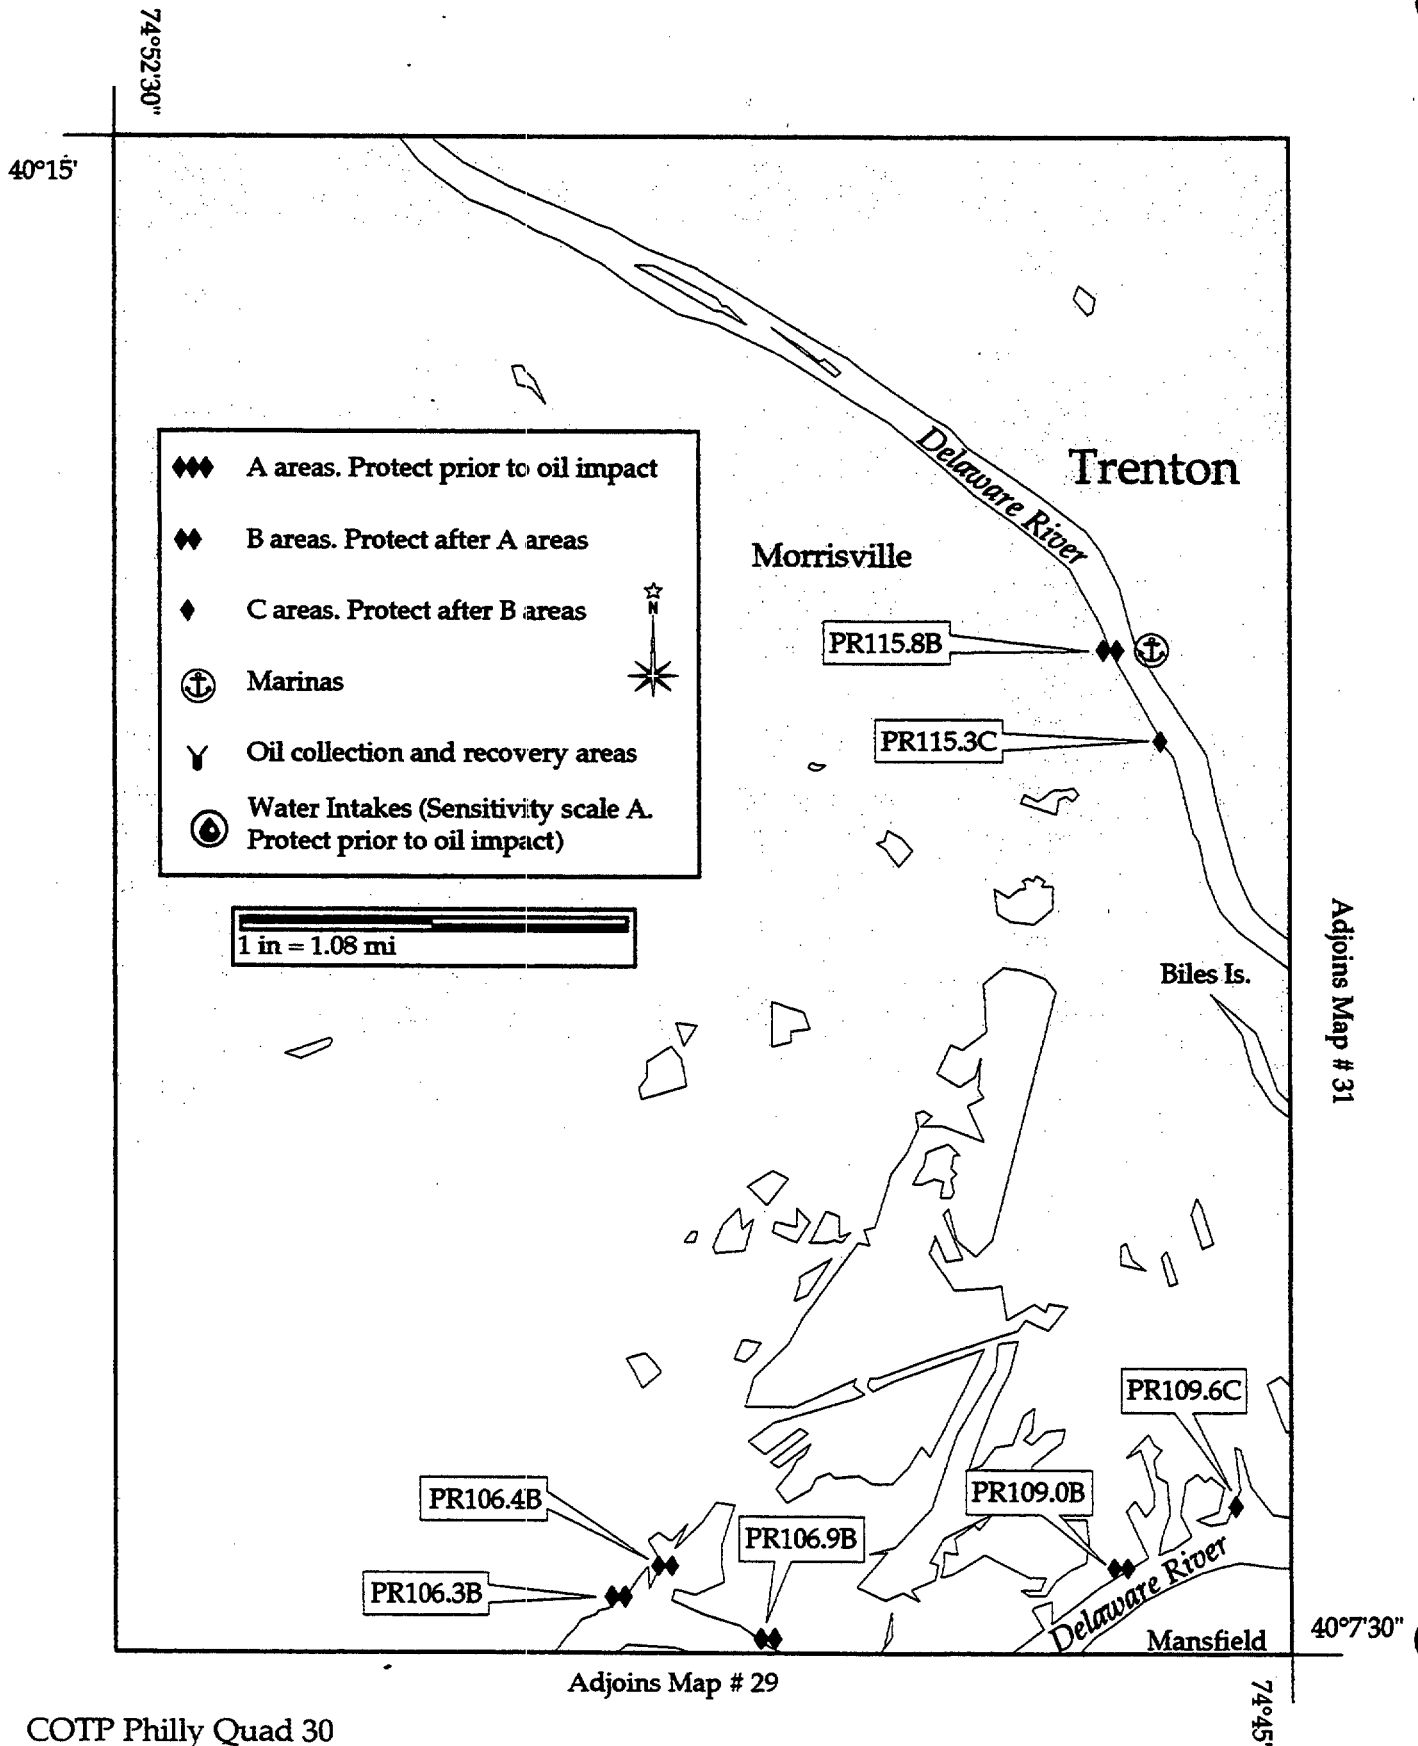 74°52'30"
40°15'
Delaware River
Trenton
A areas. Protect prior to oil impact
B areas. Protect after A areas
C areas. Protect after B areas
N
Marinas
Oil collection and recovery areas
Water Intakes (Sensitivity scale A.
Protect prior to oil impact)
Morrisville
PR115.8B
PR115.3C
1 in = 1.08 mi
Biles Is.
Adjoins Map # 31
PR109.6C
PR106.4B
PR109.0B
PR106.9B
PR106.3B
Delaware River
Mansfield
40°7'30"
Adjoins Map # 29
74°45'
COTP Philly Quad 30